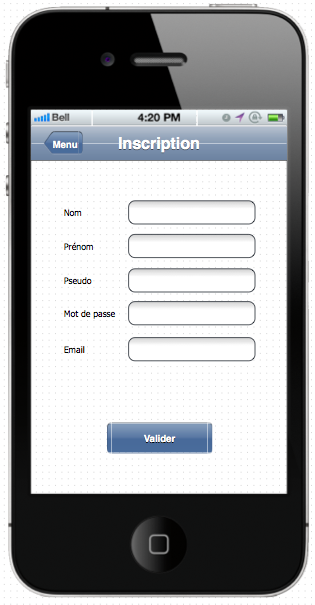 Bell 4:20 PM
Menu Inscription
Nom
Prénom
Pseudo
Mot de passe
Email
Valider